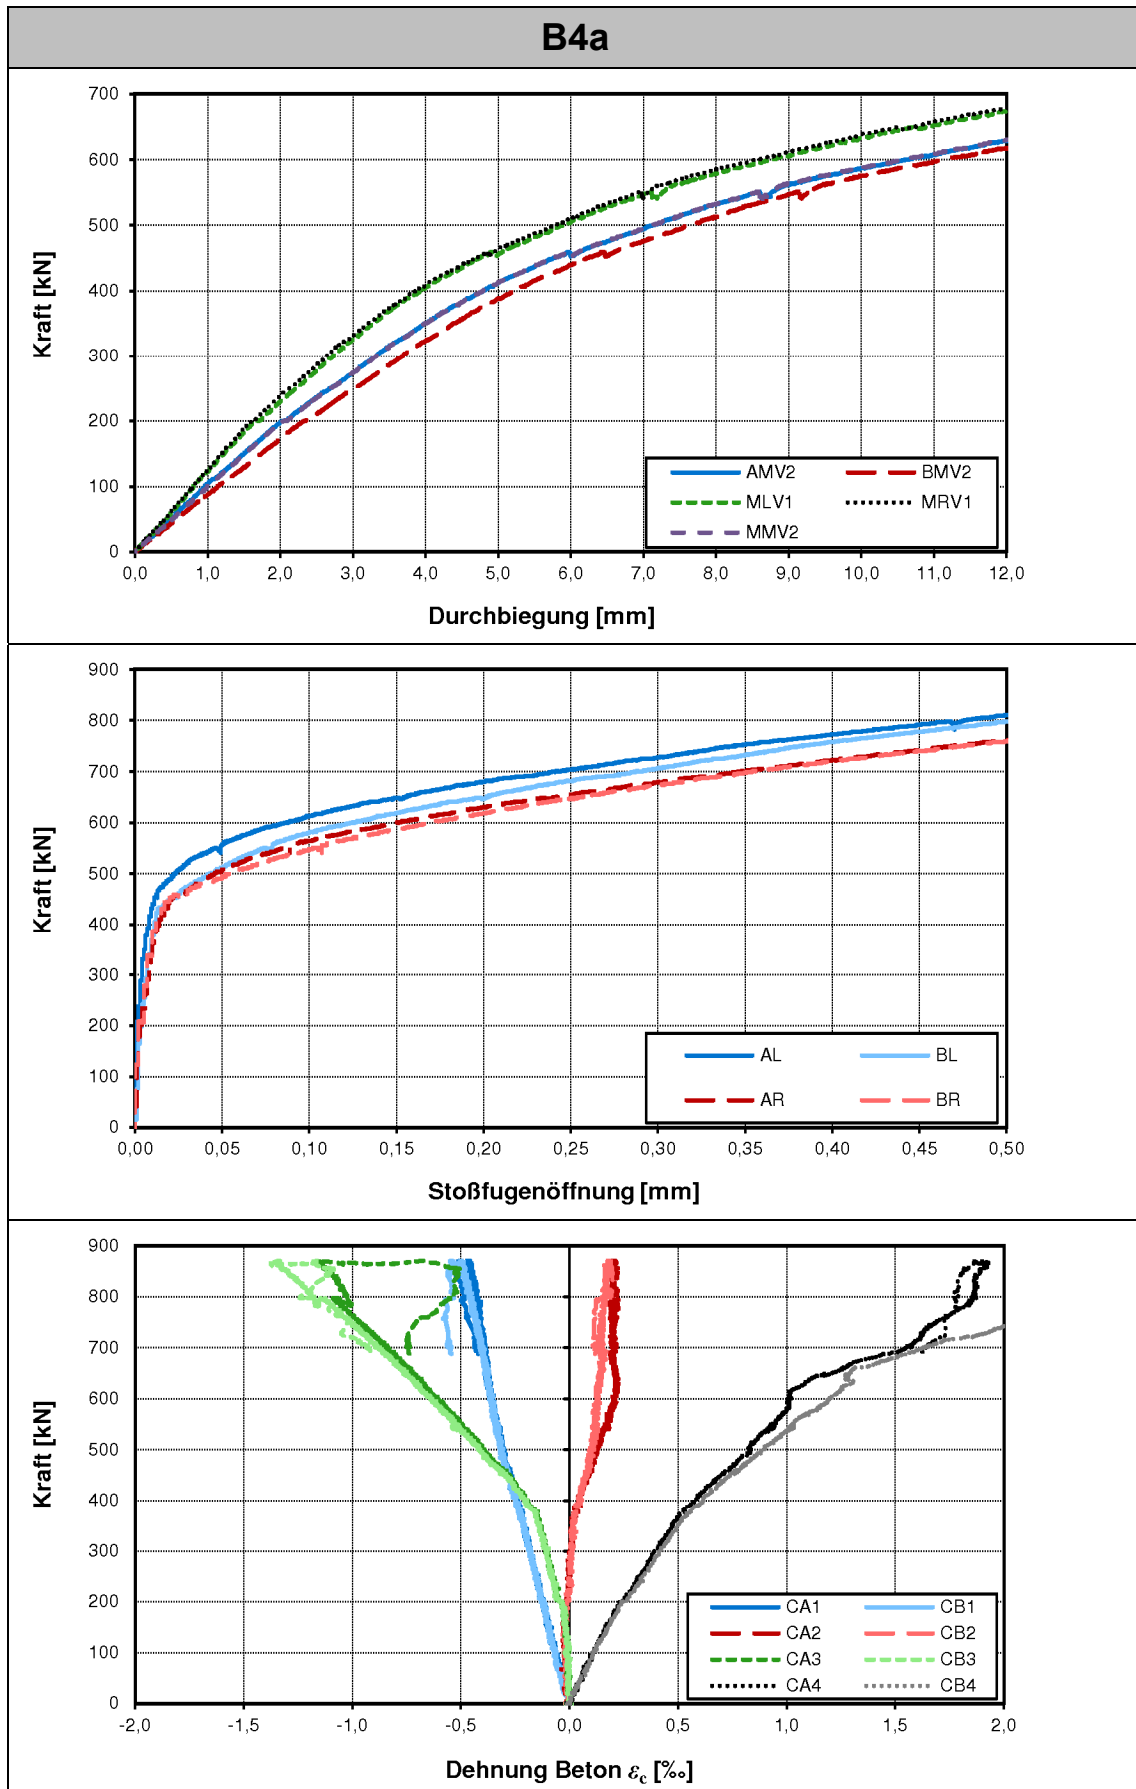 B4a
700
600
500
400
300
200
100
0
Kraft [kN]
AMV2 BMV2
MLV1 MRV1
MMV2
0,0 1,0 2,0 3,0 4,0 5,0 6,0 7,0 8,0 9,0 10,0 11,0 12,0
Durchbiegung [mm]
900
800
700
600
500
400
300
200
100
0
Kraft [kN]
AL BL
AR BR
0,00 0,05 0,10 0,15 0,20 0,25 0,30 0,35 0,40 0,45 0,50
Stoßfugenöffnung [mm]
900
800
700
600
500
400
300
200
100
0
Kraft [kN]
CA1 CB1
CA2 CB2
CA3 CB3
CA4 CB4
-2,0 -1,5 -1,0 -0,5 0,0 0,5 1,0 1,5 2,0
Dehnung Beton εc [‰]